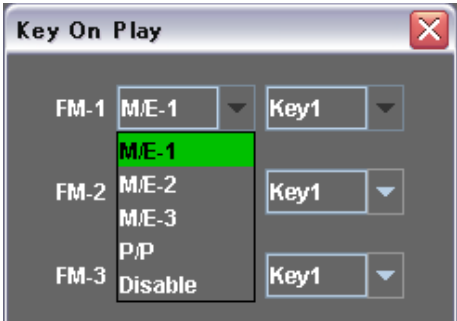 Key On Play
FM-1 M/E-1 Key1
M/E-1
FM-2 M/E-2 Key1
M/E-3
P/P
FM-3 Disable Key1